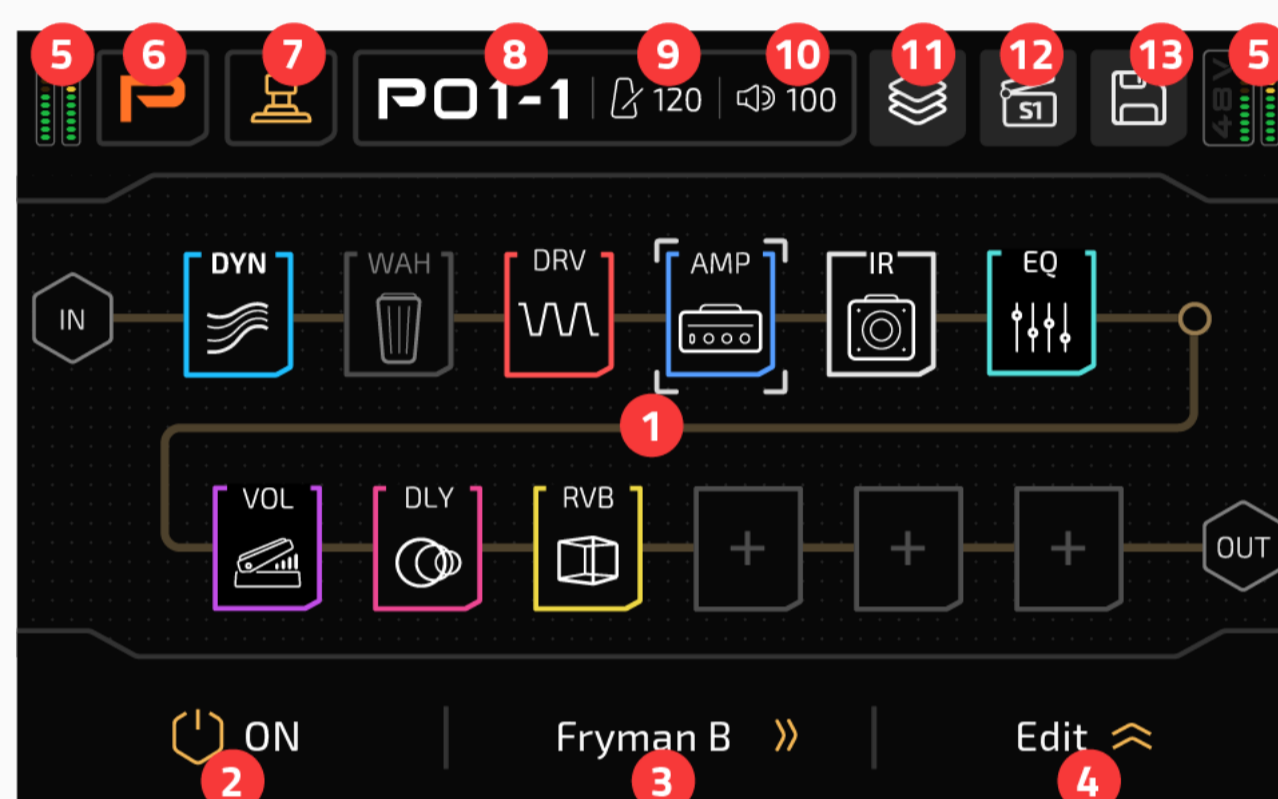 5 6 7 8 9 10 11 12 13 5
P P01-1 120 100 S1 48V
DYN WAH DRV AMP IR EQ
IN
1
VOL DLY RVB + + +
OUT
ON Fryman B Edit
2 3 4